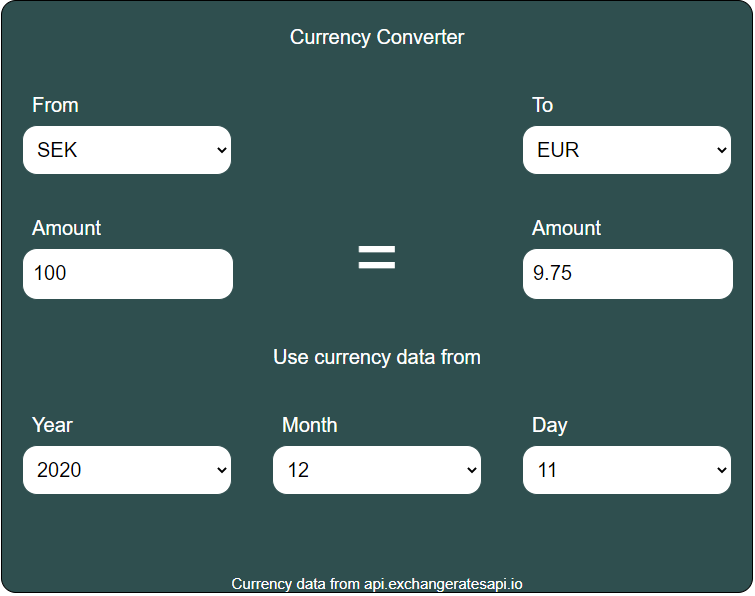 Currency Converter
From To
SEK EUR
Amount Amount
100 = 9.75
Use currency data from
Year Month Day
2020 12 11
Currency data from api.exchangeratesapi.io